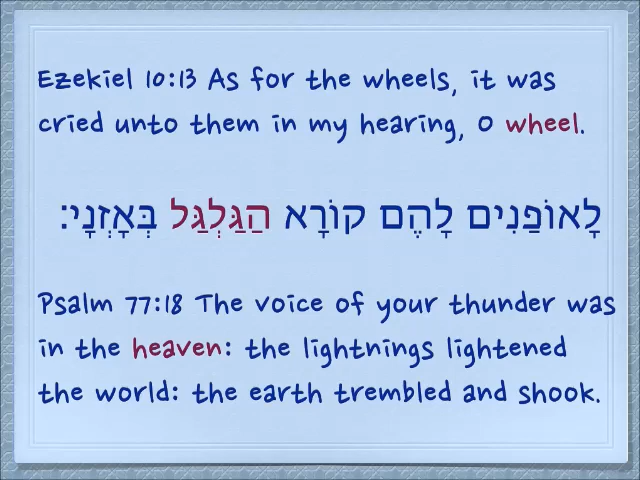 Ezekiel 10:13 As for the wheels, it was
cried unto them in my hearing, O wheel.
לָאוֹפַנִים לָהֶם קוֹרָא הַגַּלְגַּל בְּאָזְנָי׃
Psalm 77:18 The voice of your thunder was
in the heaven: the lightnings lightened
the world: the earth trembled and shook.